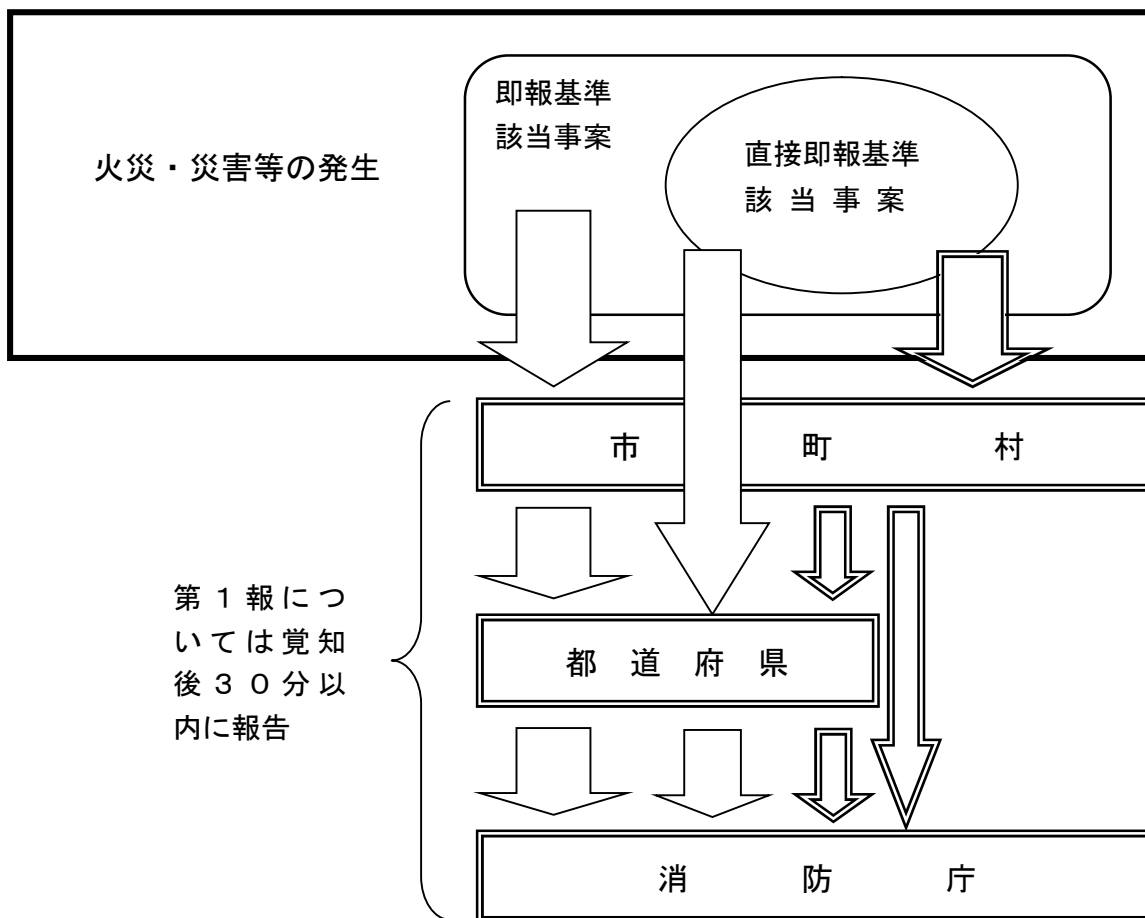 即報基準
該当事案
直接即報基準
該当事案
火災・災害等の発生
市町村
第1報につ
いては覚知
後30分以
内に報告
都道府県
消防庁